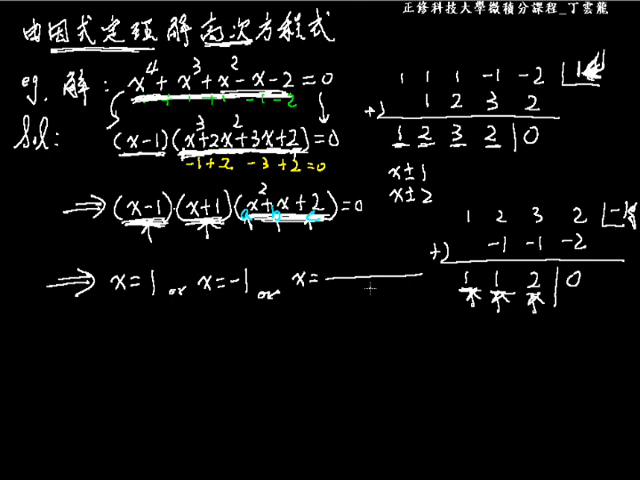 正修科技大學微積分課程_丁雲龍
由因式定理解高次方程式
eg. 解: x⁴+x³+x²-x-2=0
+ + -1 -2
Sol: (x-1)(x³+2x²+3x+2)=0
-1+2 -3+2=0
⟹ (x-1)·(x+1)(x²+x+2)=0
a b c
⟹ x=1 or x=-1 or x=
1 1 1 -1 -2 | 1
+) 1 2 3 2
1 2 3 2 | 0
x±1
x±2
1 2 3 2 | -1
+) -1 -1 -2
1 1 2 | 0